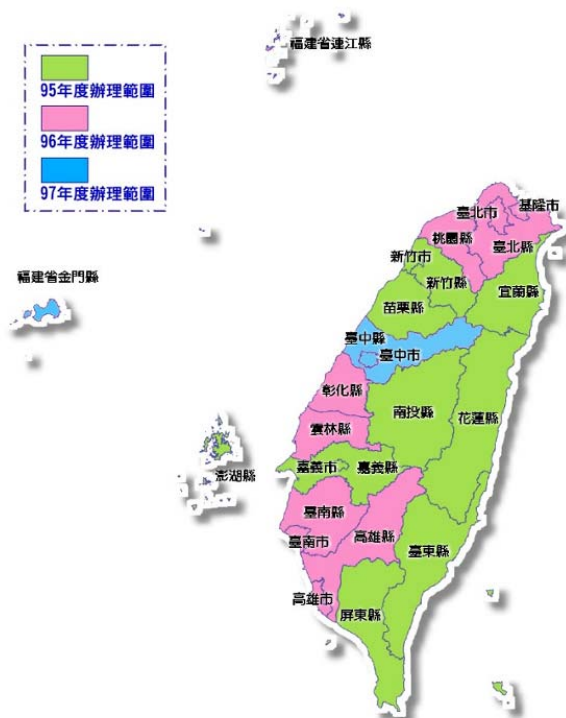 福建省連江縣
95年度辦理範圍
96年度辦理範圍
97年度辦理範圍
基隆市
臺北市
桃園縣
臺北縣
新竹市
福建省金門縣
新竹縣
宜蘭縣
苗栗縣
臺中縣
臺中市
彰化縣
南投縣
花蓮縣
雲林縣
嘉義市
嘉義縣
澎湖縣
臺南縣
臺南市
高雄縣
臺東縣
高雄市
屏東縣